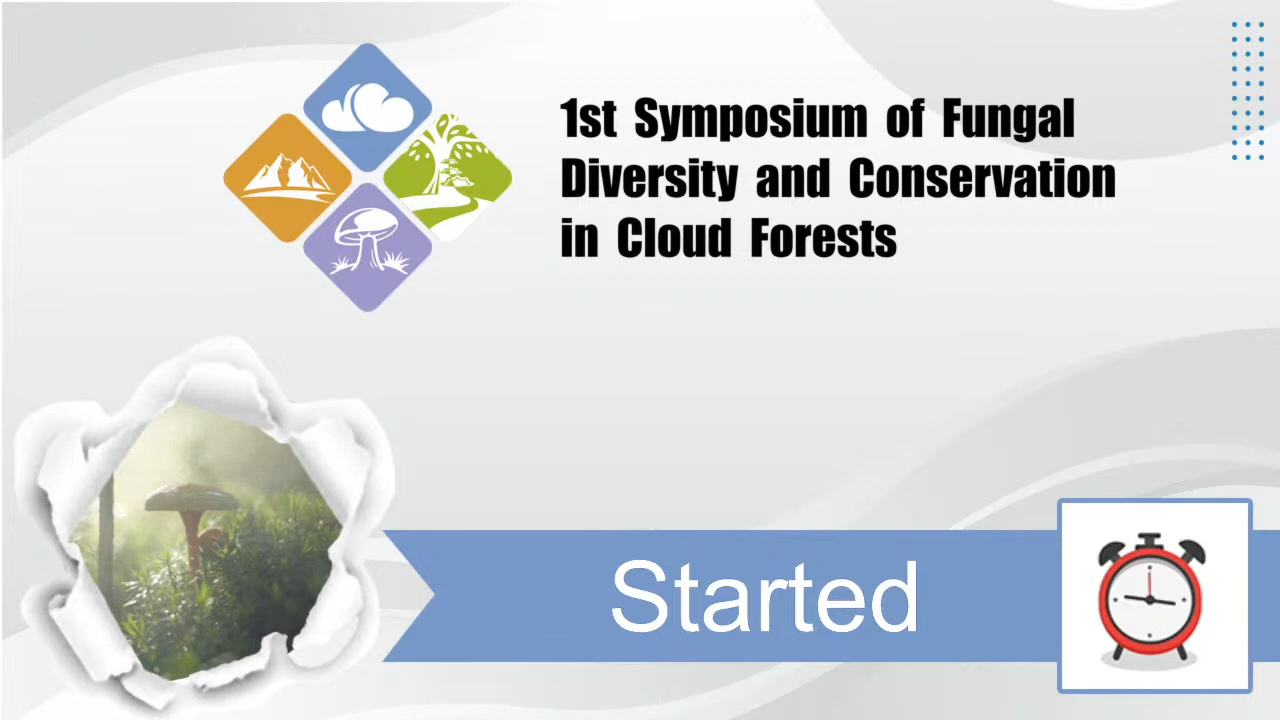 1st Symposium of Fungal
Diversity and Conservation
in Cloud Forests
Started